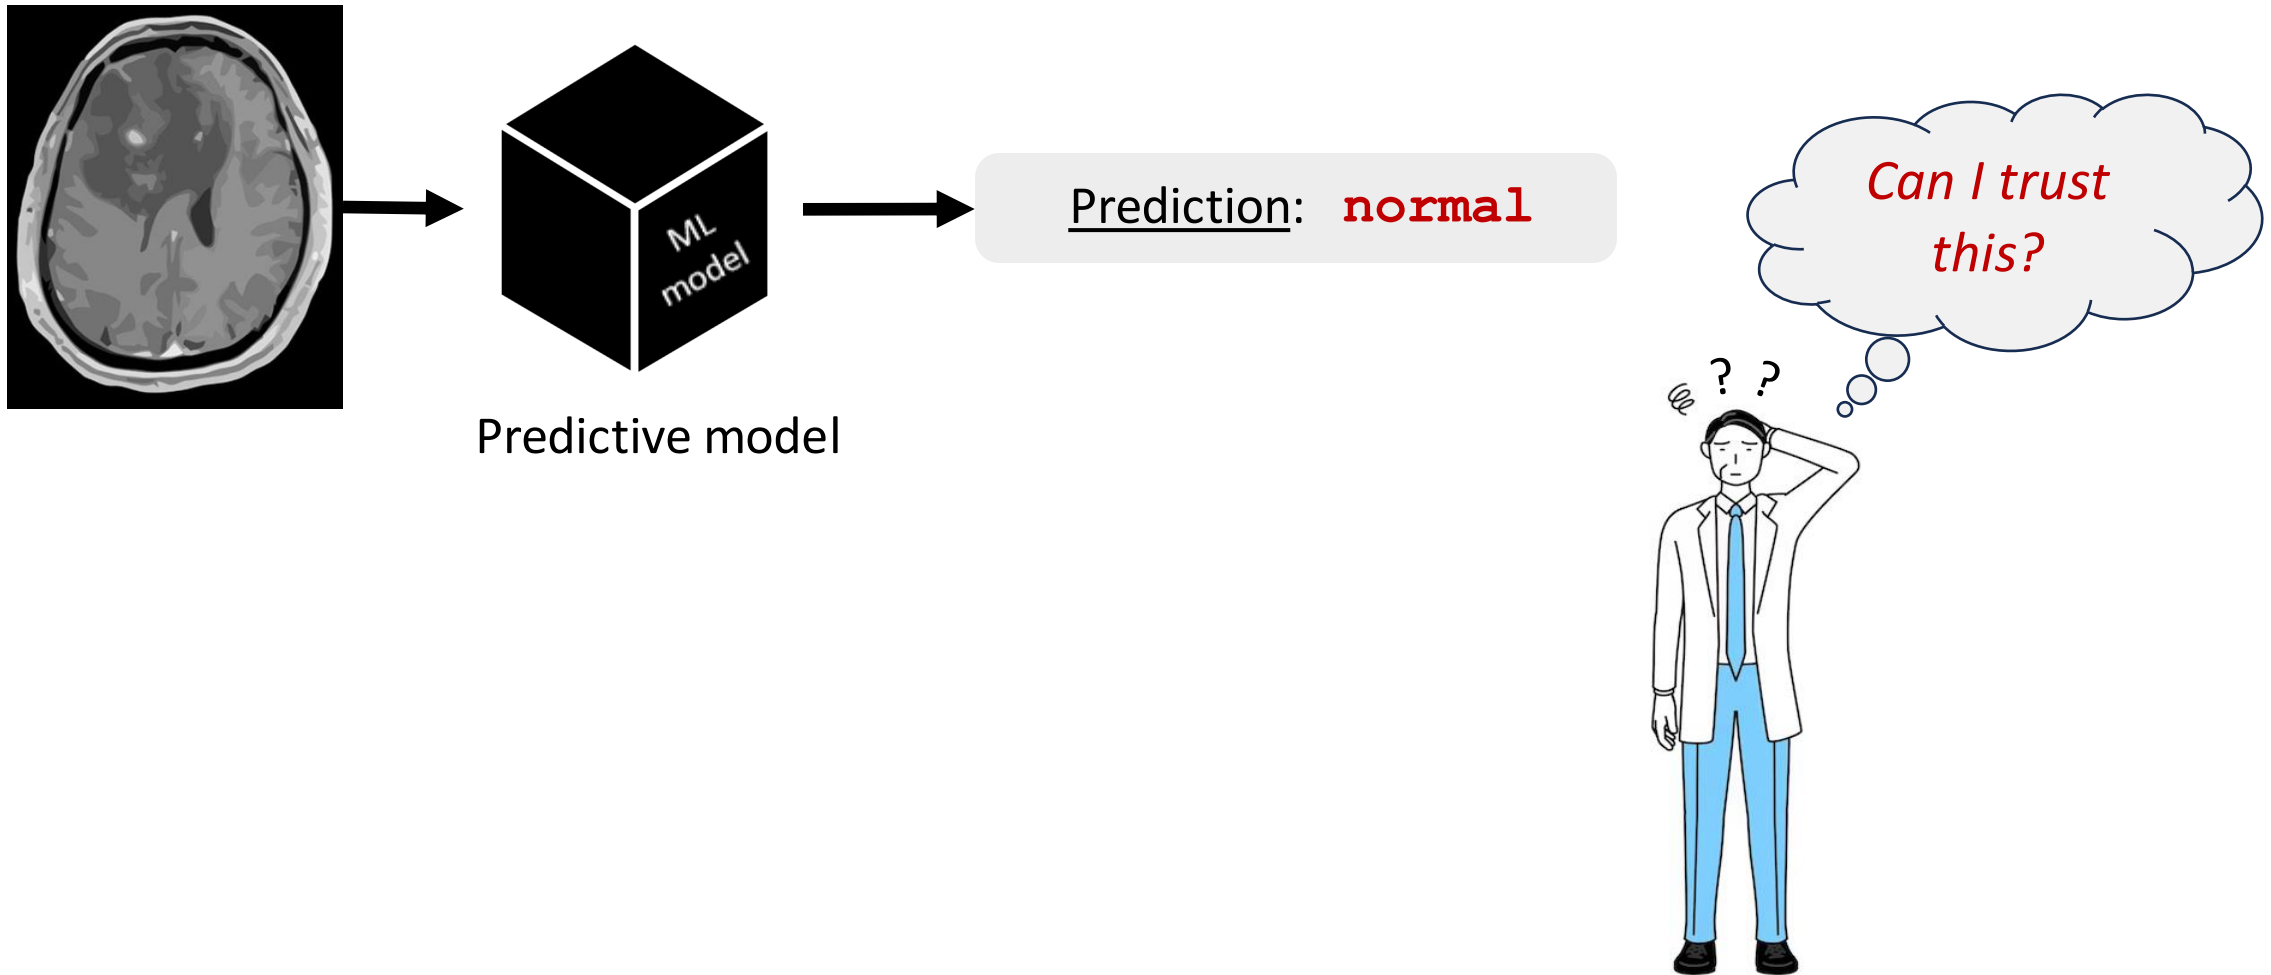 ML
model
Predictive model
Prediction: normal
Can I trust
this?
? ?